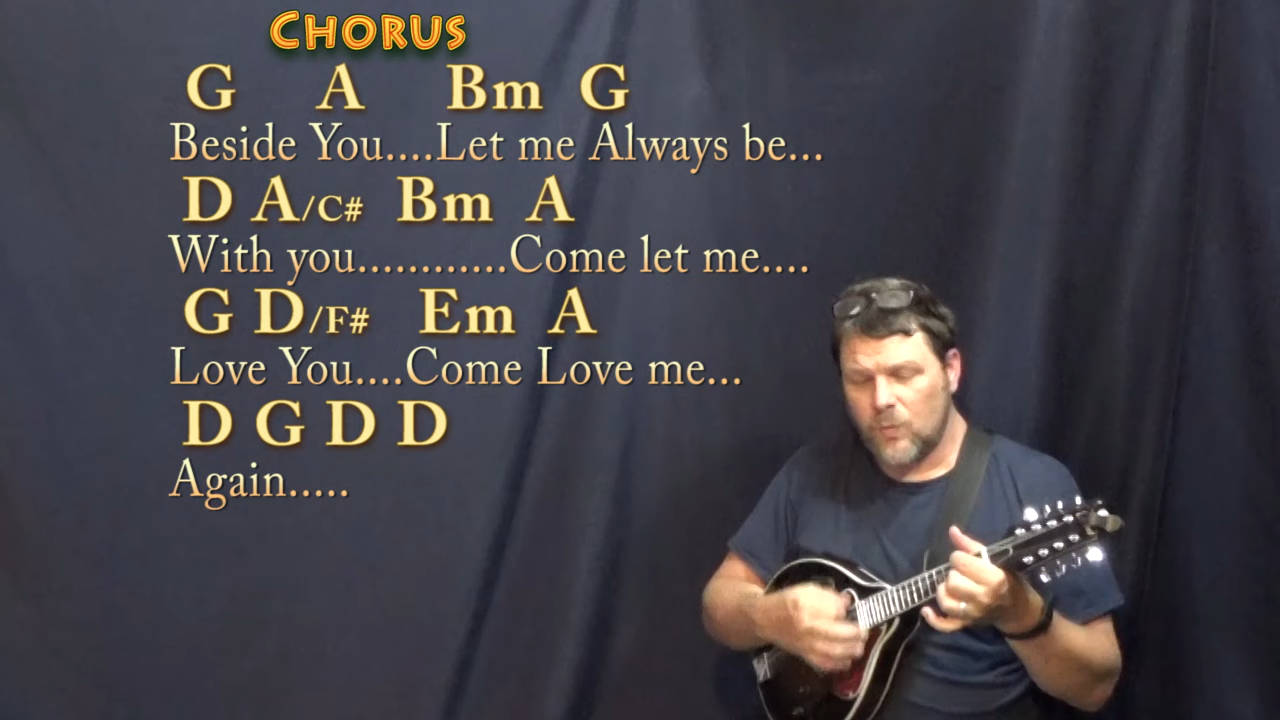 CHORUS
G A Bm G
Beside You....Let me Always be...
D A/C# Bm A
With you............Come let me....
G D/F# Em A
Love You....Come Love me...
D G D D
Again.....